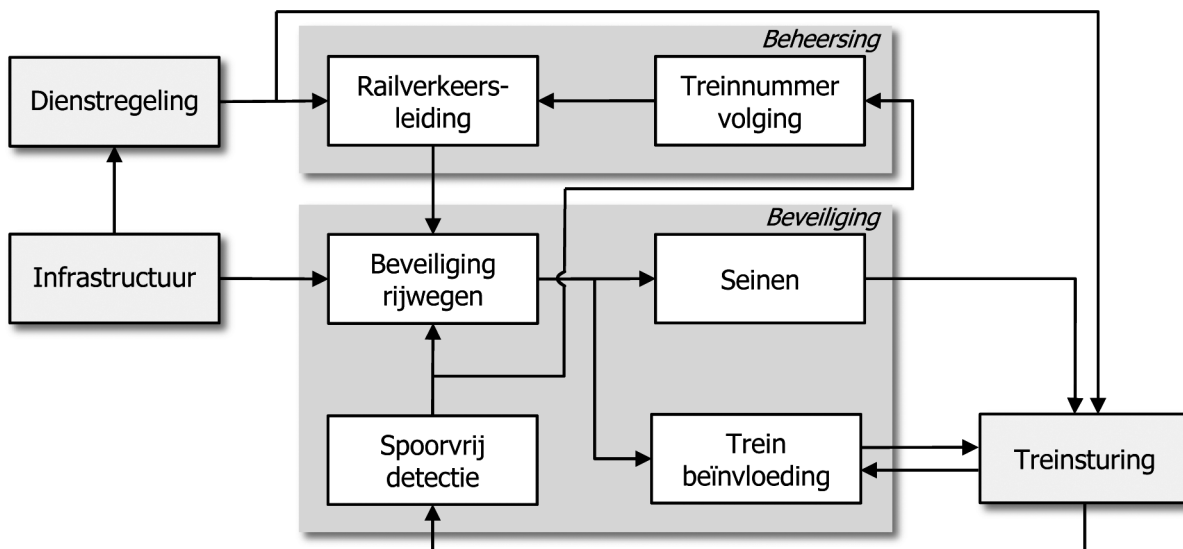 Beheersing
Dienstregeling
Railverkeers-
leiding
Treinnummer
volging
Beveiliging
Infrastructuur
Beveiliging
rijwegen
Seinen
Spoorvrij
detectie
Trein
beïnvloeding
Treinsturing